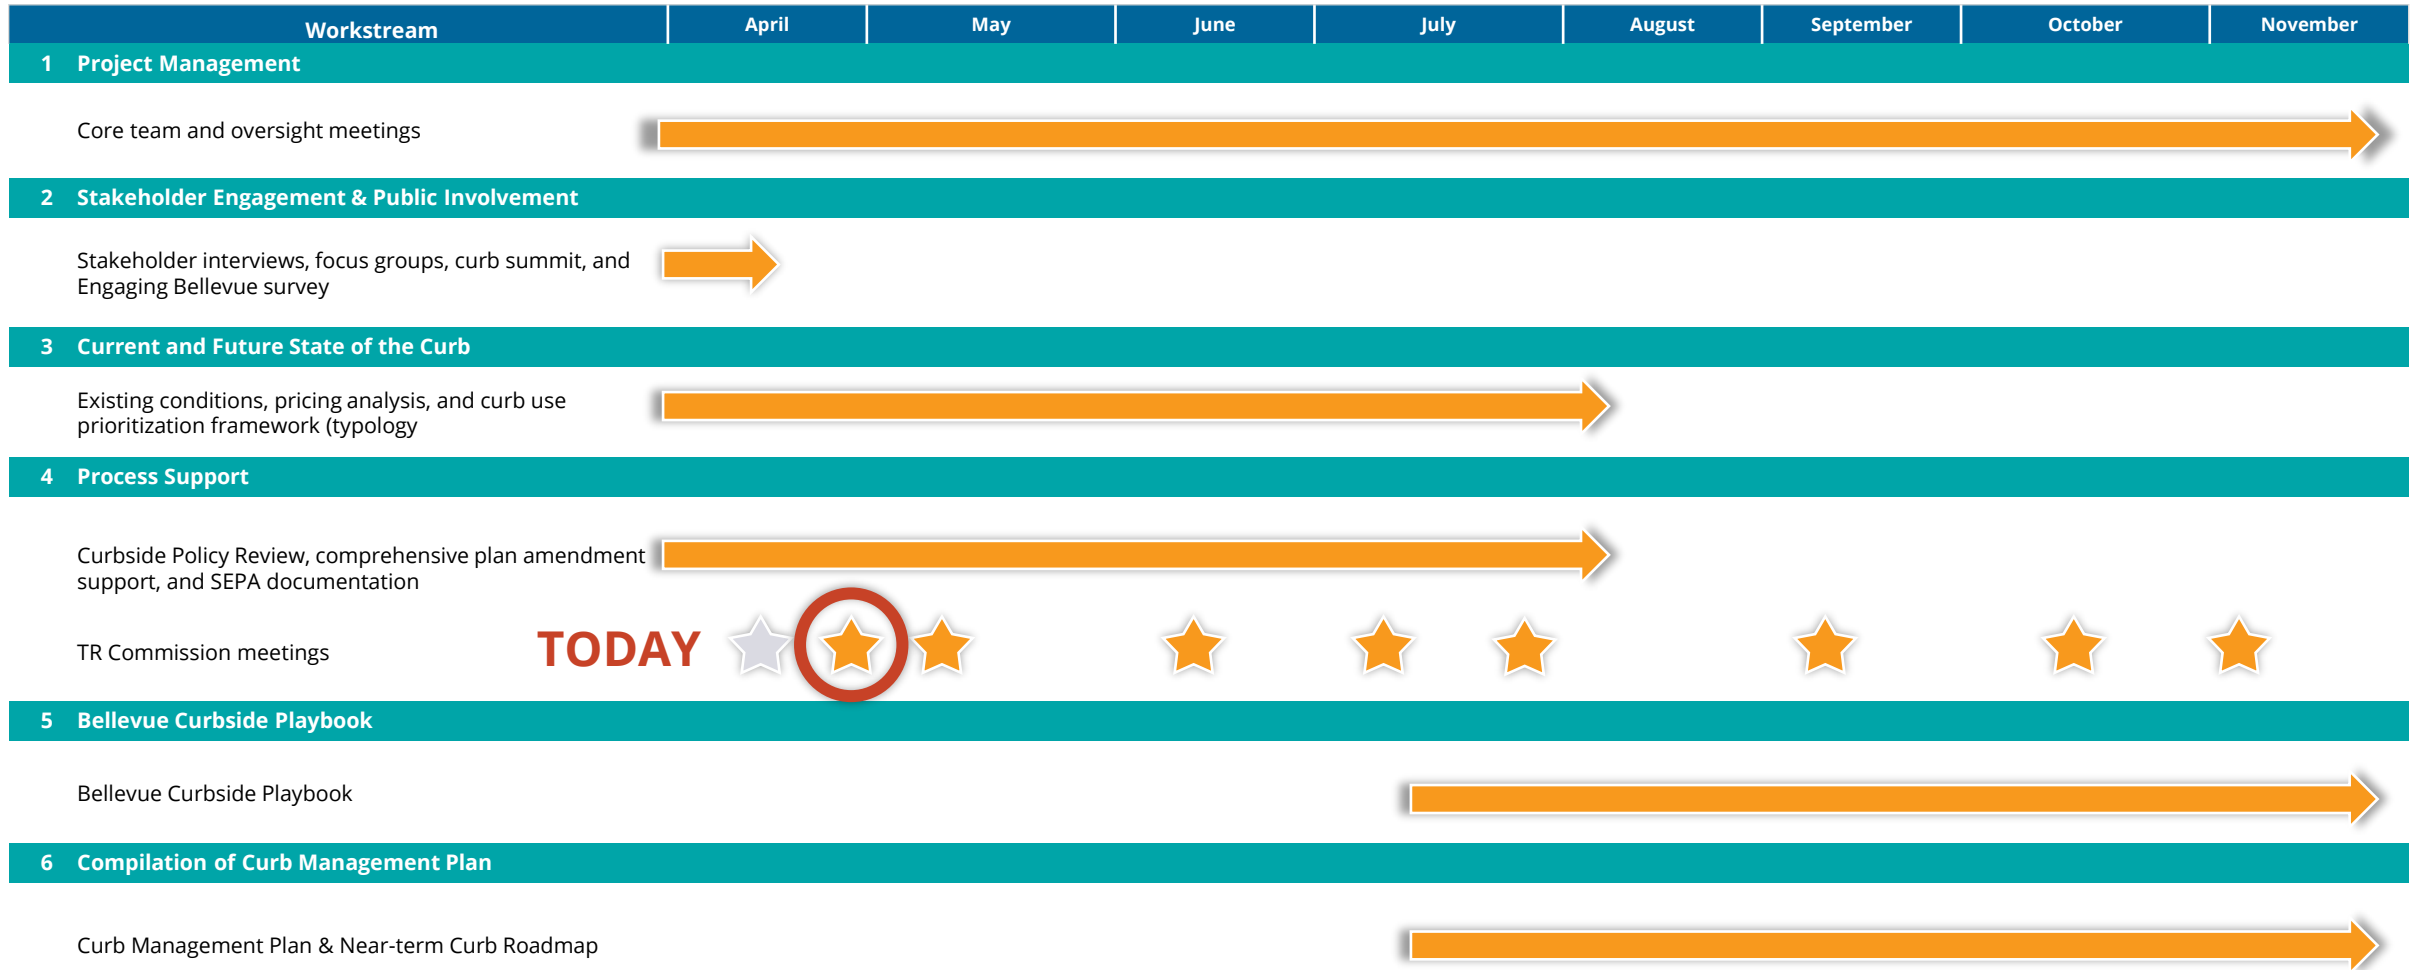 Workstream April May June July August September October November
1 Project Management
Core team and oversight meetings
2 Stakeholder Engagement & Public Involvement
Stakeholder interviews, focus groups, curb summit, and
Engaging Bellevue survey
3 Current and Future State of the Curb
Existing conditions, pricing analysis, and curb use
prioritization framework (typology
4 Process Support
Curbside Policy Review, comprehensive plan amendment
support, and SEPA documentation
TR Commission meetings TODAY
5 Bellevue Curbside Playbook
Bellevue Curbside Playbook
6 Compilation of Curb Management Plan
Curb Management Plan & Near-term Curb Roadmap